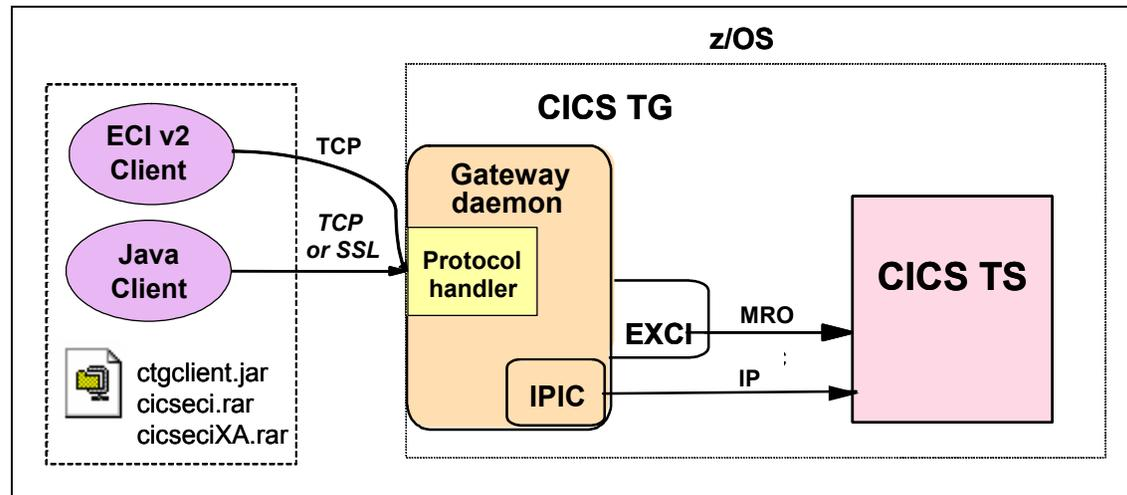 z/OS
CICS TG
ECI v2
Client
TCP
Java
Client
TCP
or SSL
Gateway
daemon
Protocol
handler
EXCI
MRO
IPIC
IP
:
CICS TS
ctgclient.jar
cicseci.rar
cicseciXA.rar